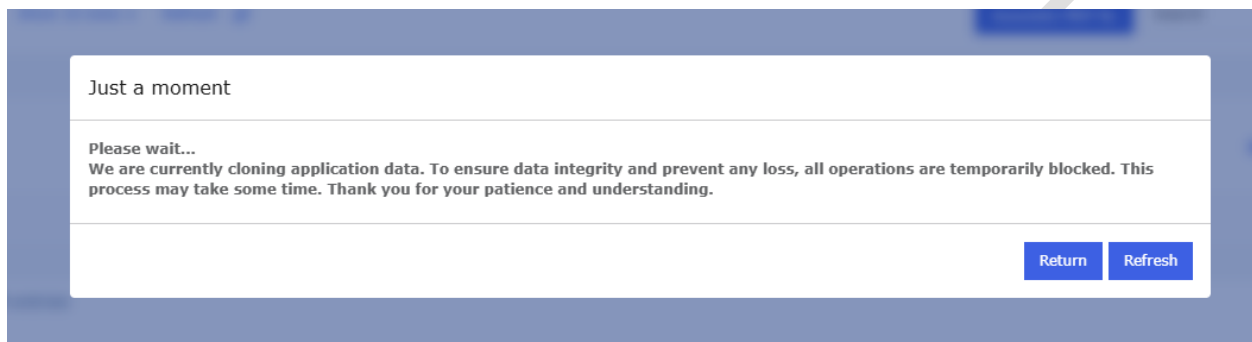 Just a moment
Please wait...
We are currently cloning application data. To ensure data integrity and prevent any loss, all operations are temporarily blocked. This
process may take some time. Thank you for your patience and understanding.
Return Refresh